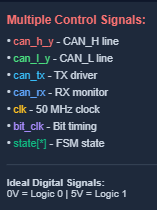 Multiple Control Signals:
• can_h_y - CAN_H line
• can_l_y - CAN_L line
• can_tx - TX driver
• can_rx - RX monitor
• clk - 50 MHz clock
• bit_clk - Bit timing
• state[*] - FSM state
Ideal Digital Signals:
0V = Logic 0 | 5V = Logic 1